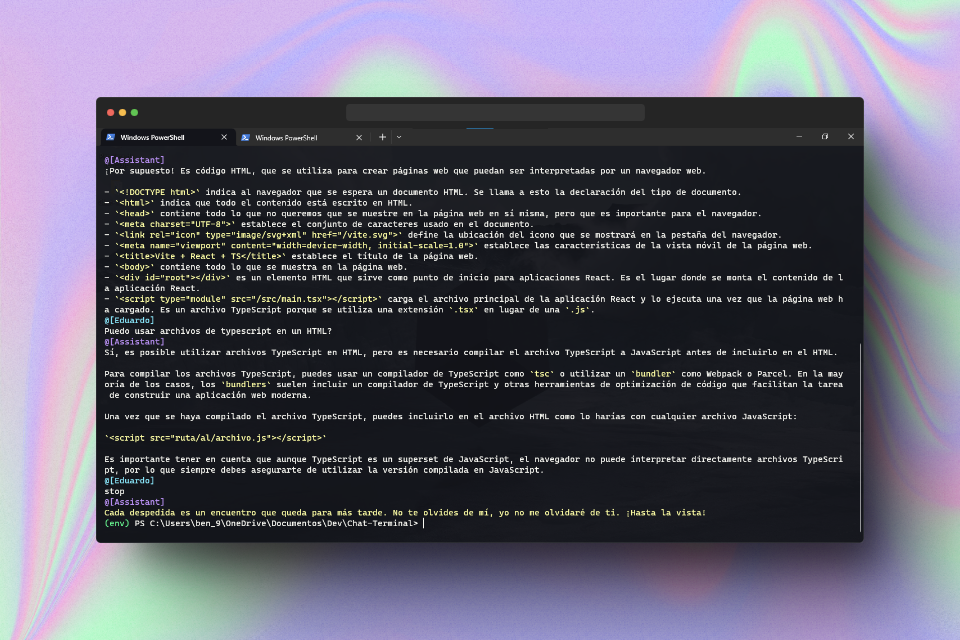 Windows PowerShell
Windows PowerShell
@[Assistant]
¡Por supuesto! Es código HTML, que se utiliza para crear páginas web que puedan ser interpretadas por un navegador web.
- `<!DOCTYPE html>` indica al navegador que se espera un documento HTML. Se llama a esto la declaración del tipo de documento.
- `<html>` indica que todo el contenido está escrito en HTML.
- `<head>` contiene todo lo que no queremos que se muestre en la página web en sí misma, pero que es importante para el navegador.
- `<meta charset="UTF-8">` establece el conjunto de caracteres usado en el documento.
- `<link rel="icon" type="image/svg+xml" href="/vite.svg">` define la ubicación del icono que se mostrará en la pestaña del navegador.
- `<meta name="viewport" content="width=device-width, initial-scale=1.0">` establece las características de la vista móvil de la página web.
- `<title>Vite + React + TS</title>` establece el título de la página web.
- `<body>` contiene todo lo que se muestra en la página web.
- `<div id="root"></div>` es un elemento HTML que sirve como punto de inicio para aplicaciones React. Es el lugar donde se monta el contenido de l
a aplicación React.
- `<script type="module" src="/src/main.tsx"></script>` carga el archivo principal de la aplicación React y lo ejecuta una vez que la página web h
a cargado. Es un archivo TypeScript porque se utiliza una extensión `.tsx` en lugar de una `.js`.
@[Eduardo]
Puedo usar archivos de typescript en un HTML?
@[Assistant]
Sí, es posible utilizar archivos TypeScript en HTML, pero es necesario compilar el archivo TypeScript a JavaScript antes de incluirlo en el HTML.
Para compilar los archivos TypeScript, puedes usar un compilador de TypeScript como `tsc` o utilizar un `bundler` como Webpack o Parcel. En la may
oría de los casos, los `bundlers` suelen incluir un compilador de TypeScript y otras herramientas de optimización de código que facilitan la tarea
de construir una aplicación web moderna.
Una vez que se haya compilado el archivo TypeScript, puedes incluirlo en el archivo HTML como lo harías con cualquier archivo JavaScript:
`<script src="ruta/al/archivo.js"></script>`
Es importante tener en cuenta que aunque TypeScript es un superset de JavaScript, el navegador no puede interpretar directamente archivos TypeScri
pt, por lo que siempre debes asegurarte de utilizar la versión compilada en JavaScript.
@[Eduardo]
stop
@[Assistant]
Cada despedida es un encuentro que queda para más tarde. No te olvides de mí, yo no me olvidaré de ti. ¡Hasta la vista!
(env) PS C:\Users\ben_9\OneDrive\Documentos\Dev\Chat-Terminal>